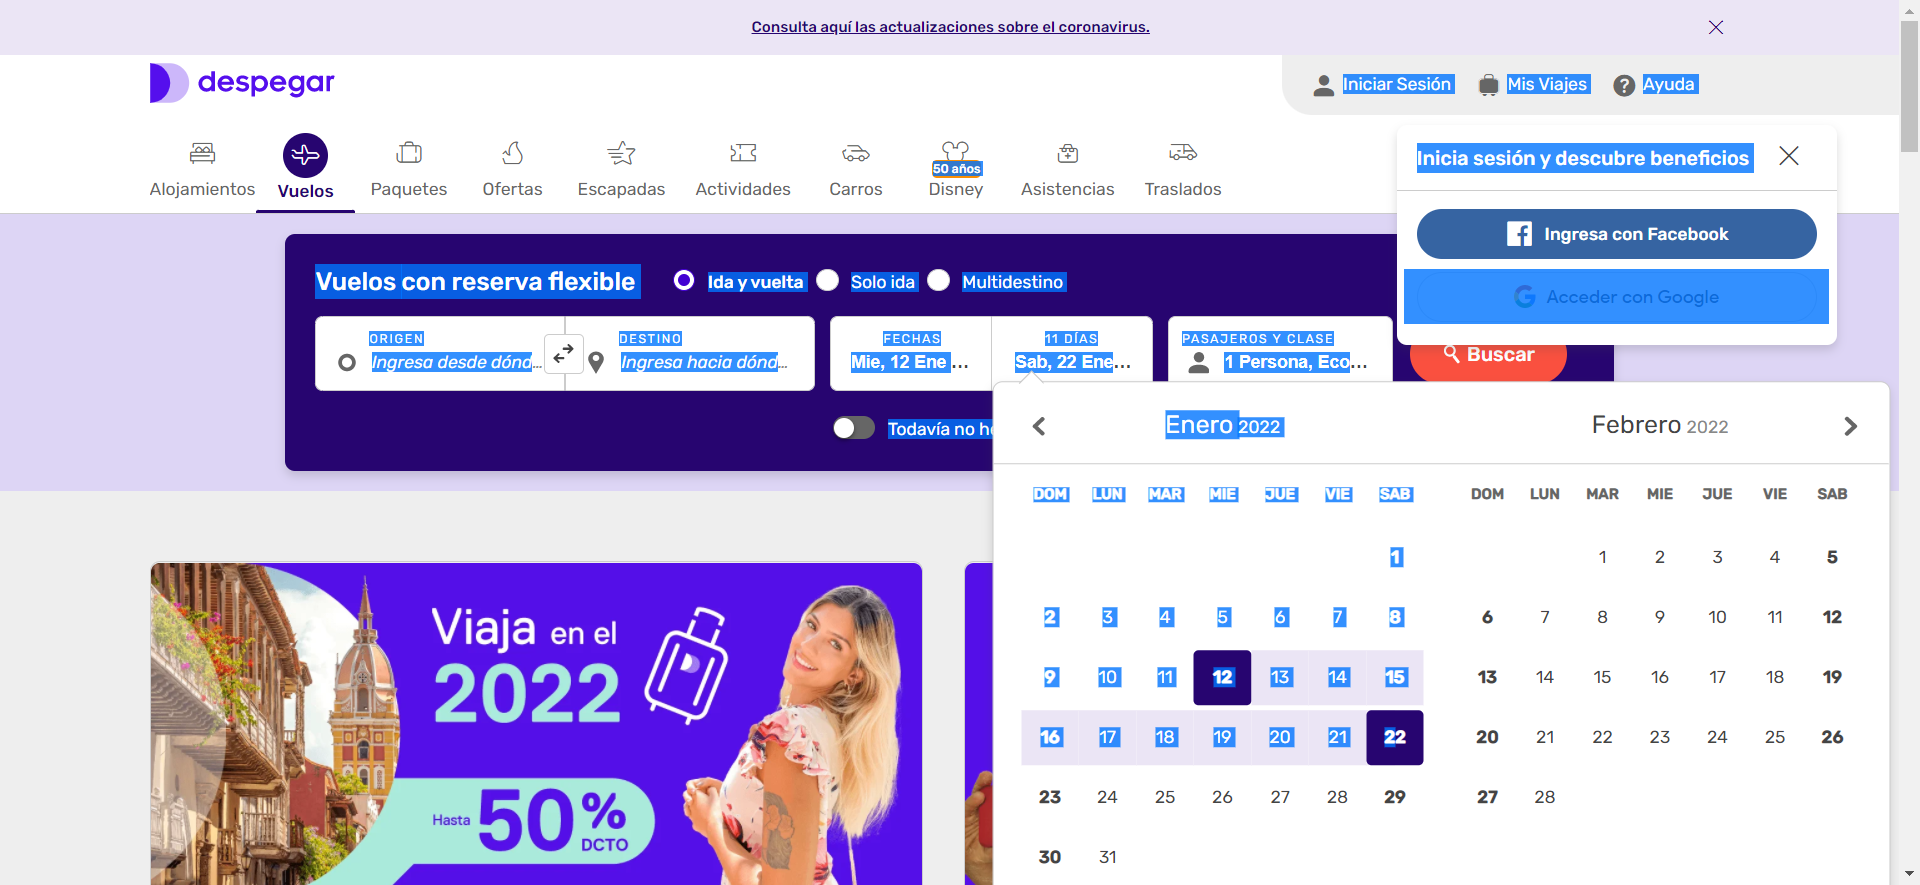 Consulta aquí las actualizaciones sobre el coronavirus.
despegar
Iniciar Sesión
Mis Viajes
Ayuda
Alojamientos
Vuelos
Paquetes
Ofertas
Escapadas
Actividades
Carros
50 años
Disney
Asistencias
Traslados
Inicia sesión y descubre beneficios
Ingresa con Facebook
Acceder con Google
Vuelos con reserva flexible
Ida y vuelta
Solo ida
Multidestino
ORIGEN
Ingresa desde dónd...
DESTINO
Ingresa hacia dónd...
FECHAS
Mie, 12 Ene ...
11 DÍAS
Sab, 22 Ene...
PASAJEROS Y CLASE
1 Persona, Eco...
Buscar
Todavía no he
Enero 2022
DOM LUN MAR MIE JUE VIE SAB
1
2 3 4 5 6 7 8
9 10 11 12 13 14 15
16 17 18 19 20 21 22
23 24 25 26 27 28 29
30 31
Febrero 2022
DOM LUN MAR MIE JUE VIE SAB
1 2 3 4 5
6 7 8 9 10 11 12
13 14 15 16 17 18 19
20 21 22 23 24 25 26
27 28
Viaja en el
2022
Hasta 50%
DCTO